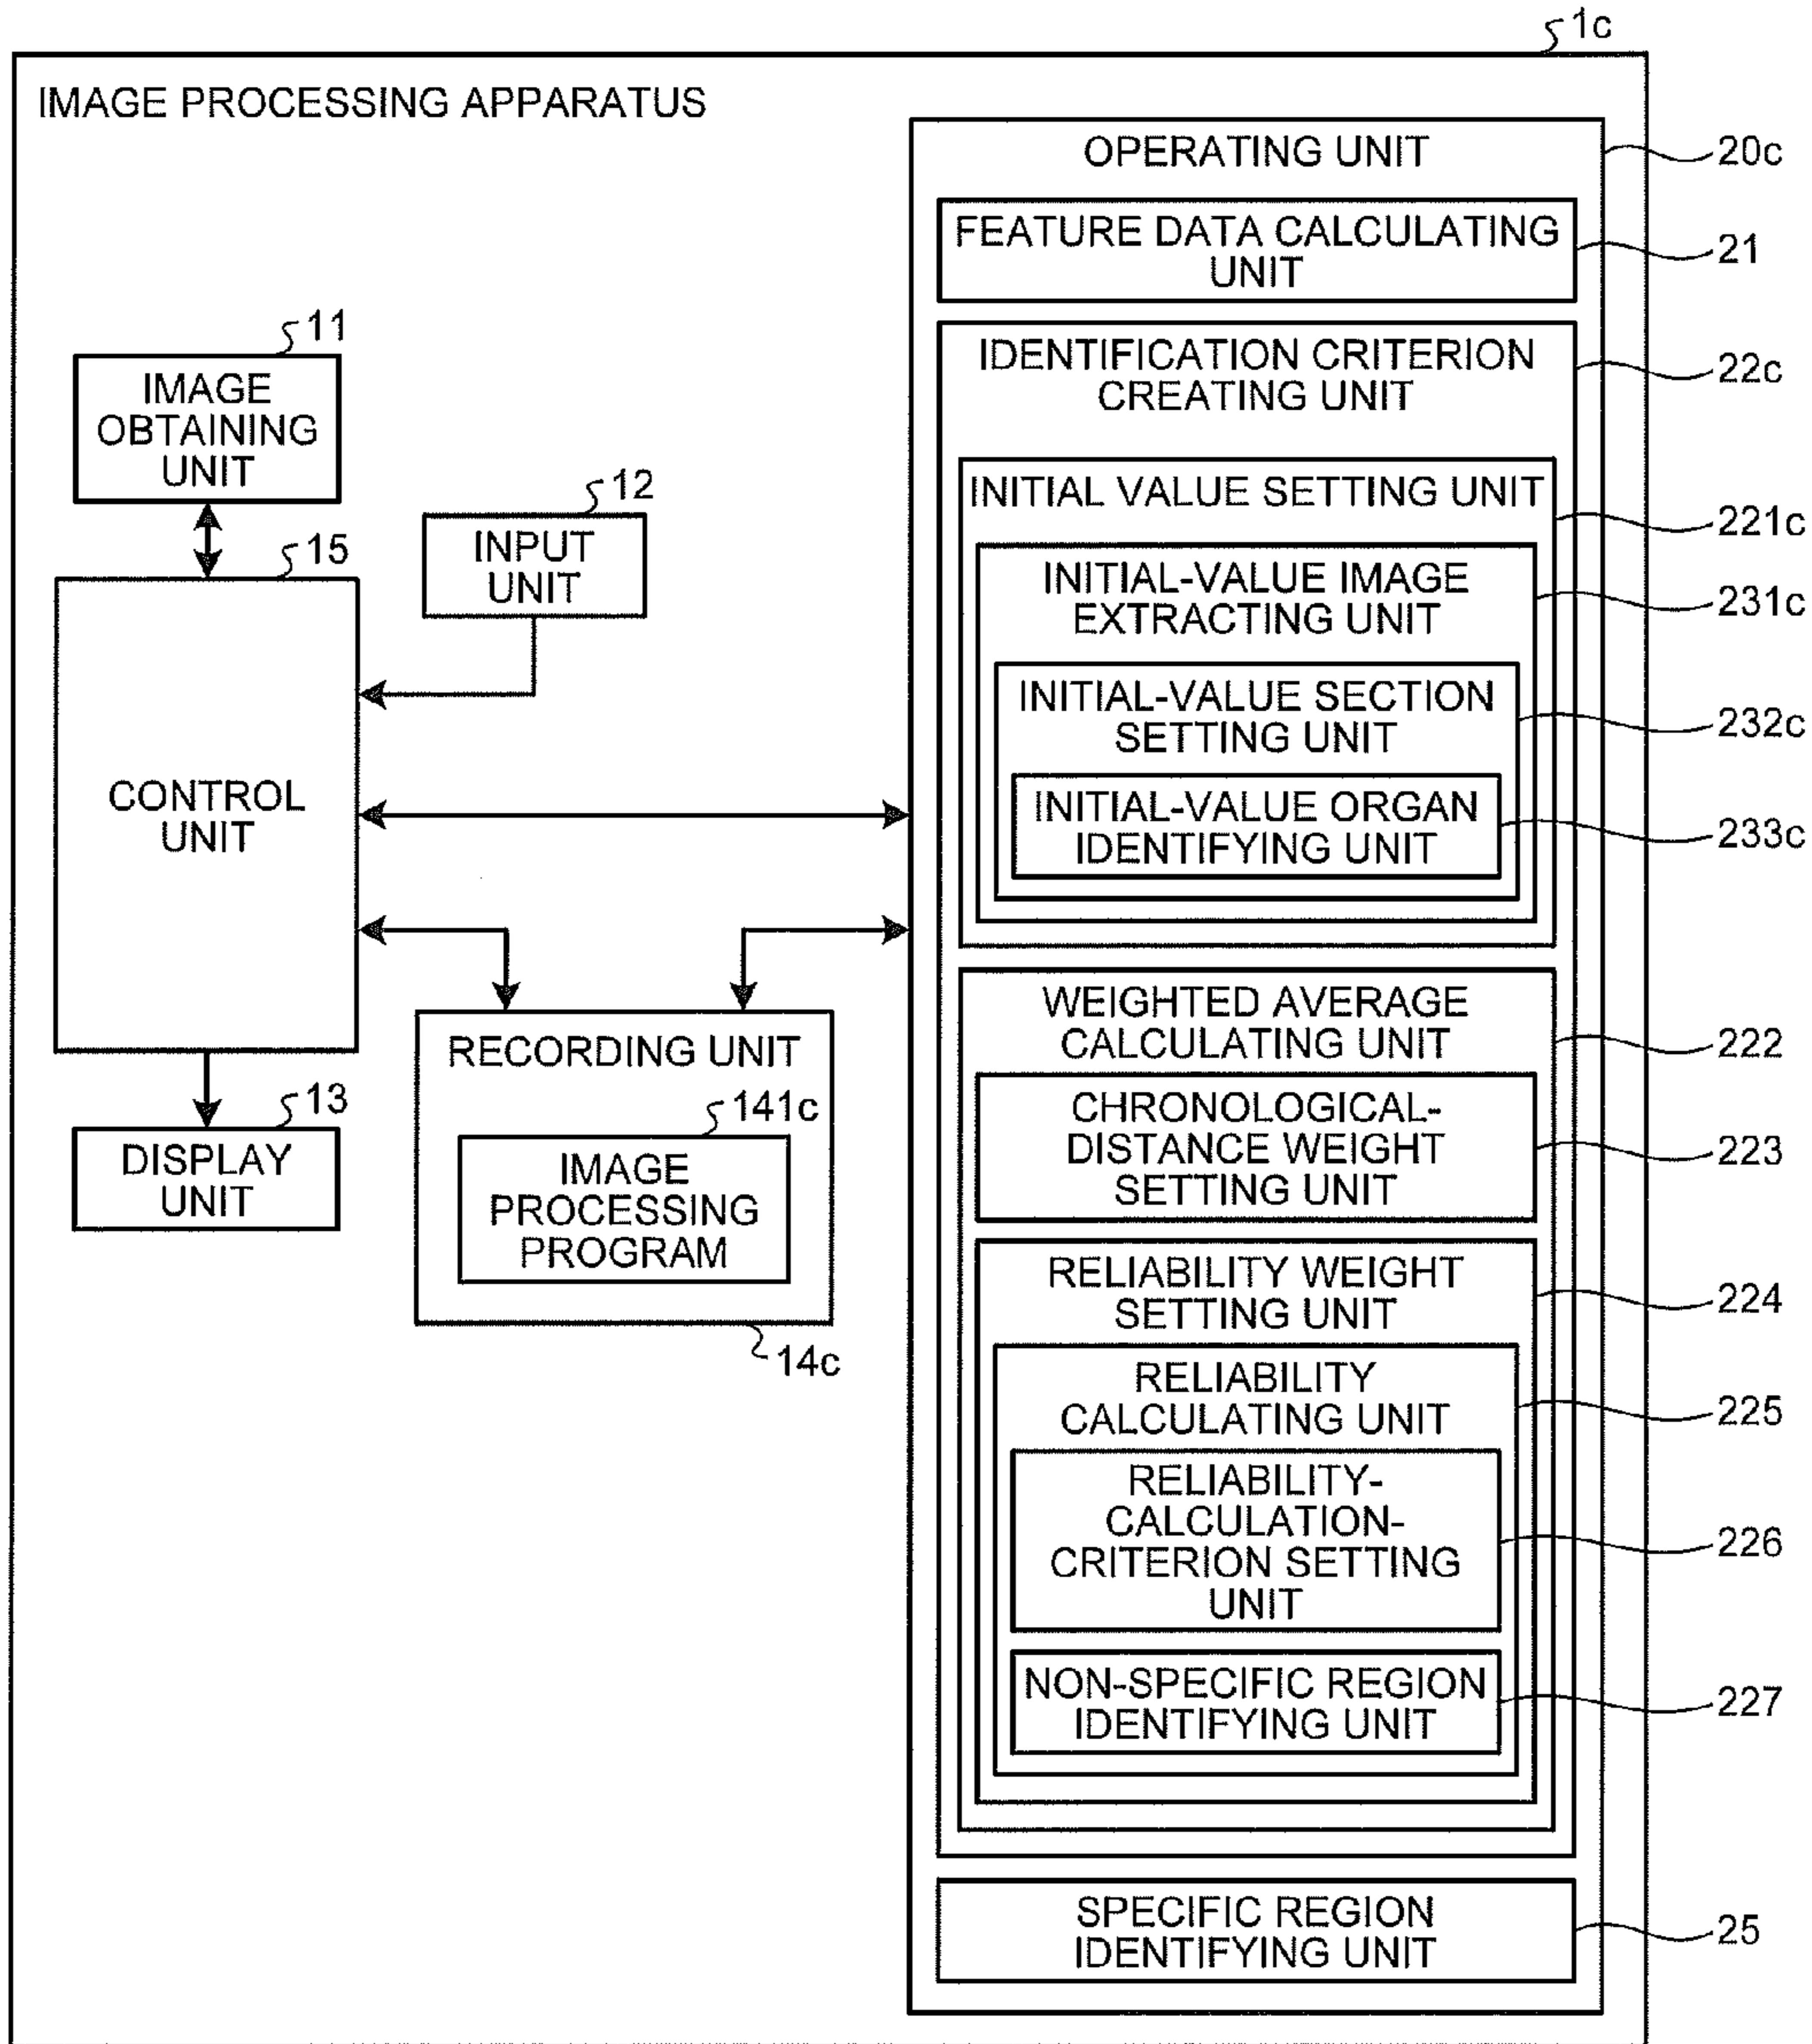 1c
IMAGE PROCESSING APPARATUS
11
IMAGE
OBTAINING
UNIT
12
INPUT
UNIT
15
CONTROL
UNIT
13
DISPLAY
UNIT
RECORDING UNIT
141c
IMAGE
PROCESSING
PROGRAM
14c
OPERATING UNIT
20c
FEATURE DATA CALCULATING
UNIT
21
IDENTIFICATION CRITERION
CREATING UNIT
22c
INITIAL VALUE SETTING UNIT
221c
INITIAL-VALUE IMAGE
EXTRACTING UNIT
231c
INITIAL-VALUE SECTION
SETTING UNIT
232c
INITIAL-VALUE ORGAN
IDENTIFYING UNIT
233c
WEIGHTED AVERAGE
CALCULATING UNIT
222
CHRONOLOGICAL-
DISTANCE WEIGHT
SETTING UNIT
223
RELIABILITY WEIGHT
SETTING UNIT
224
RELIABILITY
CALCULATING UNIT
225
RELIABILITY-
CALCULATION-
CRITERION SETTING
UNIT
226
NON-SPECIFIC REGION
IDENTIFYING UNIT
227
SPECIFIC REGION
IDENTIFYING UNIT
25